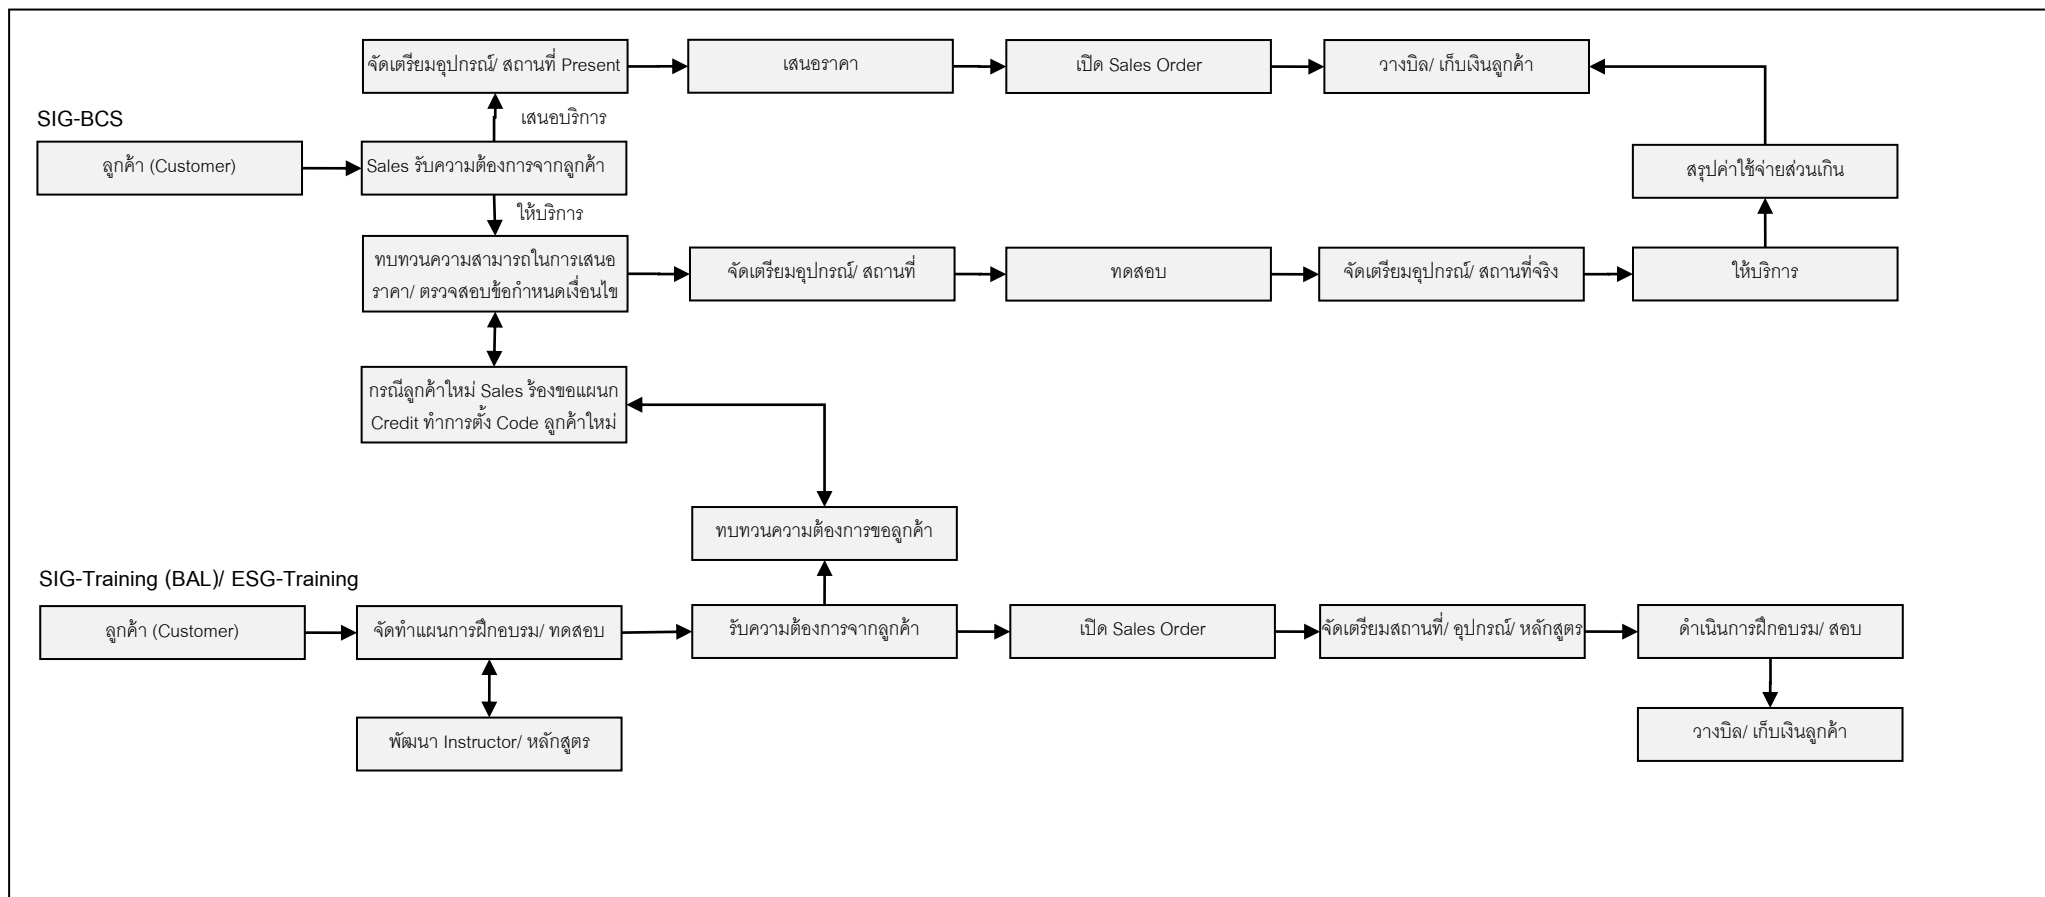 จัดเตรียมอุปกรณ์/ สถานที่ Present
เสนอราคา
เปิด Sales Order
วางบิล/ เก็บเงินลูกค้า
SIG-BCS
เสนอบริการ
ลูกค้า (Customer)
Sales รับความต้องการจากลูกค้า
สรุปค่าใช้จ่ายส่วนเกิน
ให้บริการ
ทบทวนความสามารถในการเสนอ
ราคา/ ตรวจสอบข้อกำหนดเงื่อนไข
จัดเตรียมอุปกรณ์/ สถานที่
ทดสอบ
จัดเตรียมอุปกรณ์/ สถานที่จริง
ให้บริการ
กรณีลูกค้าใหม่ Sales ร้องขอแผนก
Credit ทำการตั้ง Code ลูกค้าใหม่
ทบทวนความต้องการขอลูกค้า
SIG-Training (BAL)/ ESG-Training
ลูกค้า (Customer)
จัดทำแผนการฝึกอบรม/ ทดสอบ
รับความต้องการจากลูกค้า
เปิด Sales Order
จัดเตรียมสถานที่/ อุปกรณ์/ หลักสูตร
ดำเนินการฝึกอบรม/ สอบ
พัฒนา Instructor/ หลักสูตร
วางบิล/ เก็บเงินลูกค้า